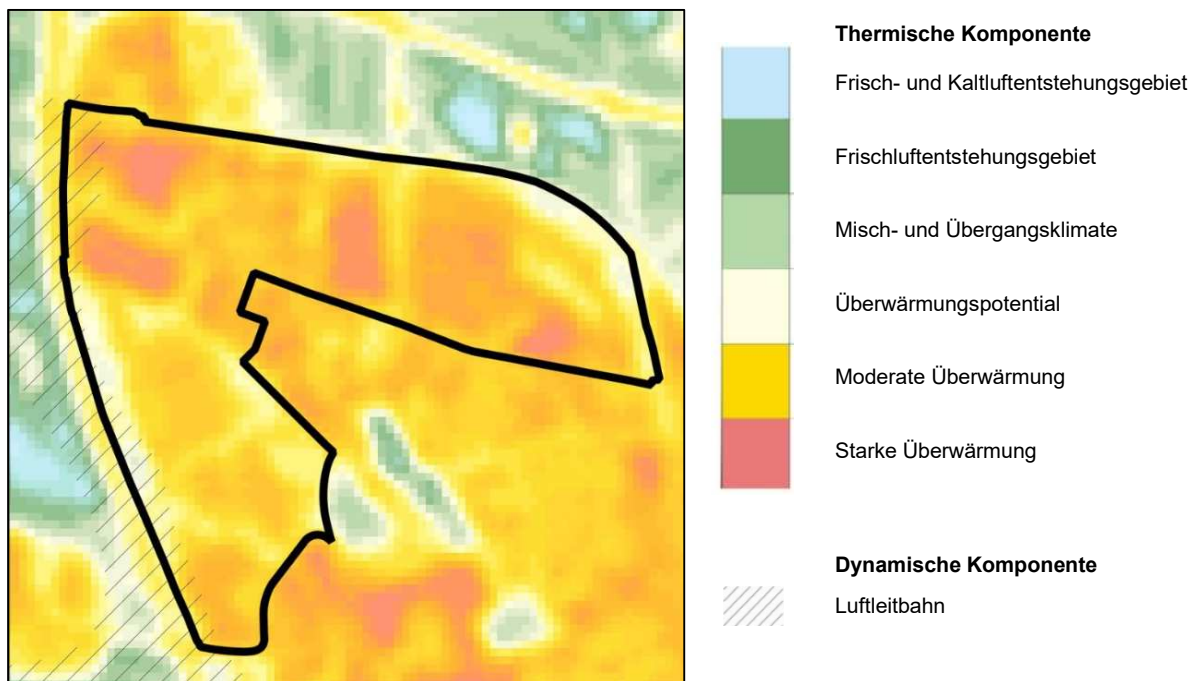 Thermische Komponente
Frisch- und Kaltluftentstehungsgebiet
Frischluftentstehungsgebiet
Misch- und Übergangsklimate
Überwärmungspotential
Moderate Überwärmung
Starke Überwärmung
Dynamische Komponente
Luftleitbahn